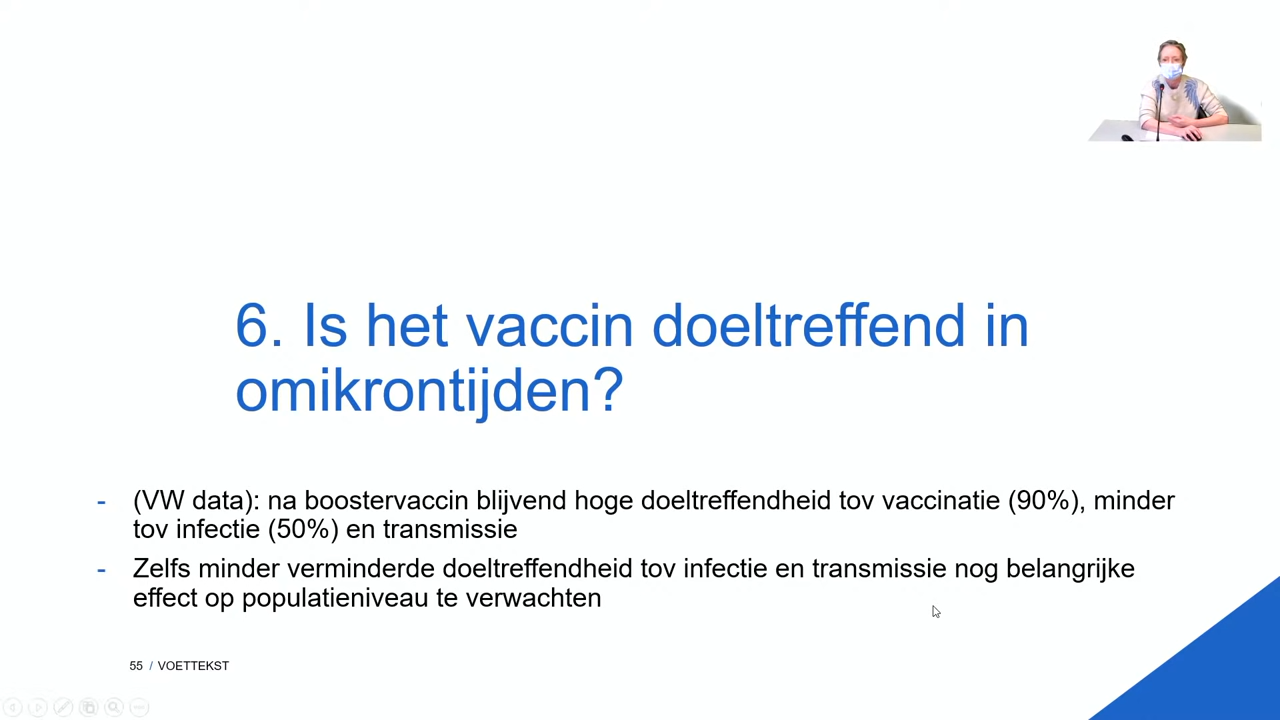 6. Is het vaccin doeltreffend in
omikrontijden?
- (VW data): na boostervaccin blijvend hoge doeltreffendheid tov vaccinatie (90%), minder
tov infectie (50%) en transmissie
- Zelfs minder verminderde doeltreffendheid tov infectie en transmissie nog belangrijke
effect op populatieniveau te verwachten
55 / VOETTEKST